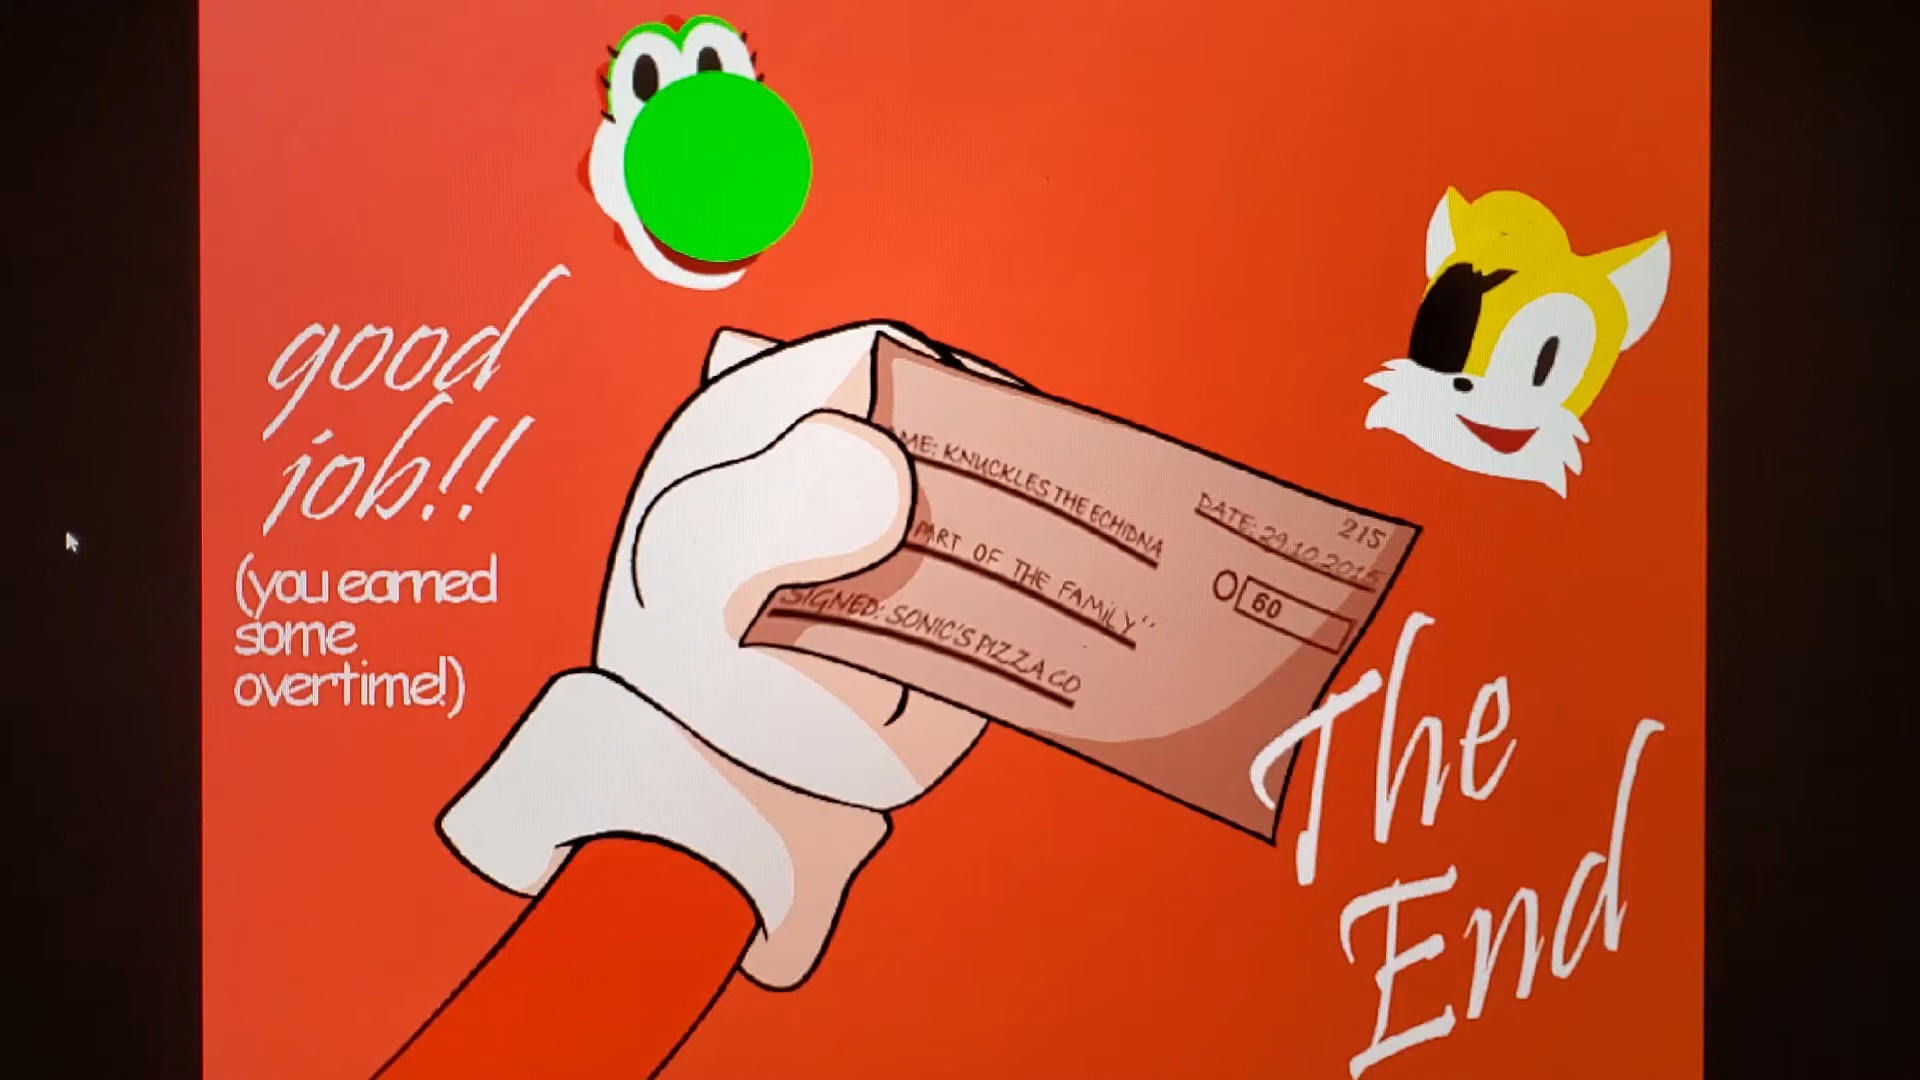 good
job!!
(you earned
some
overtime!)
AME: KNUCKLES THE ECHIDNA
PART OF THE FAMILY"
SIGNED: SONIC'S PIZZA CO
215
DATE: 29.10.2015
60
The
End